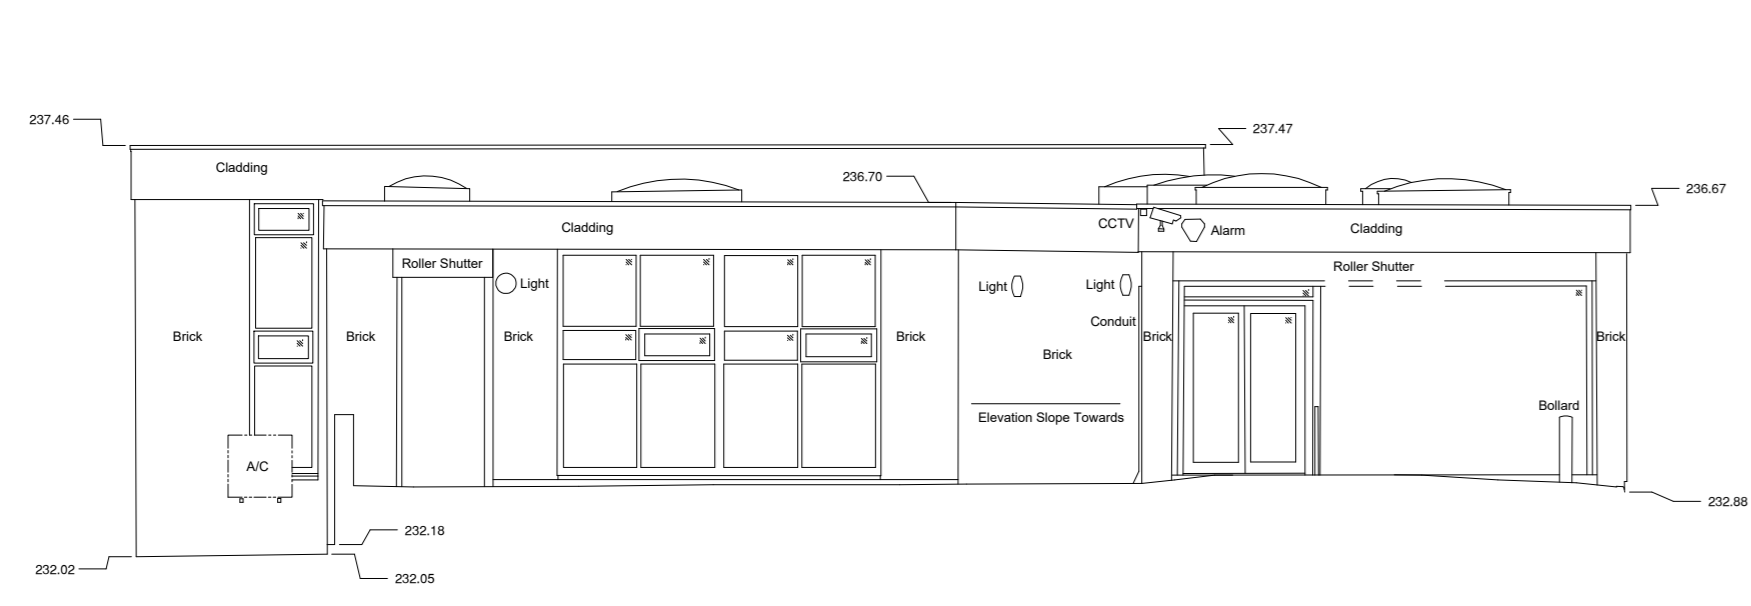 237.46
237.47
Cladding
236.70
236.67
CCTV
Alarm
Cladding
Cladding
Roller Shutter
Roller Shutter
Light
Light
Light
Conduit
Brick
Brick
Brick
Brick
Brick
Brick
Brick
Bollard
Elevation Slope Towards
A/C
232.88
232.18
232.02
232.05